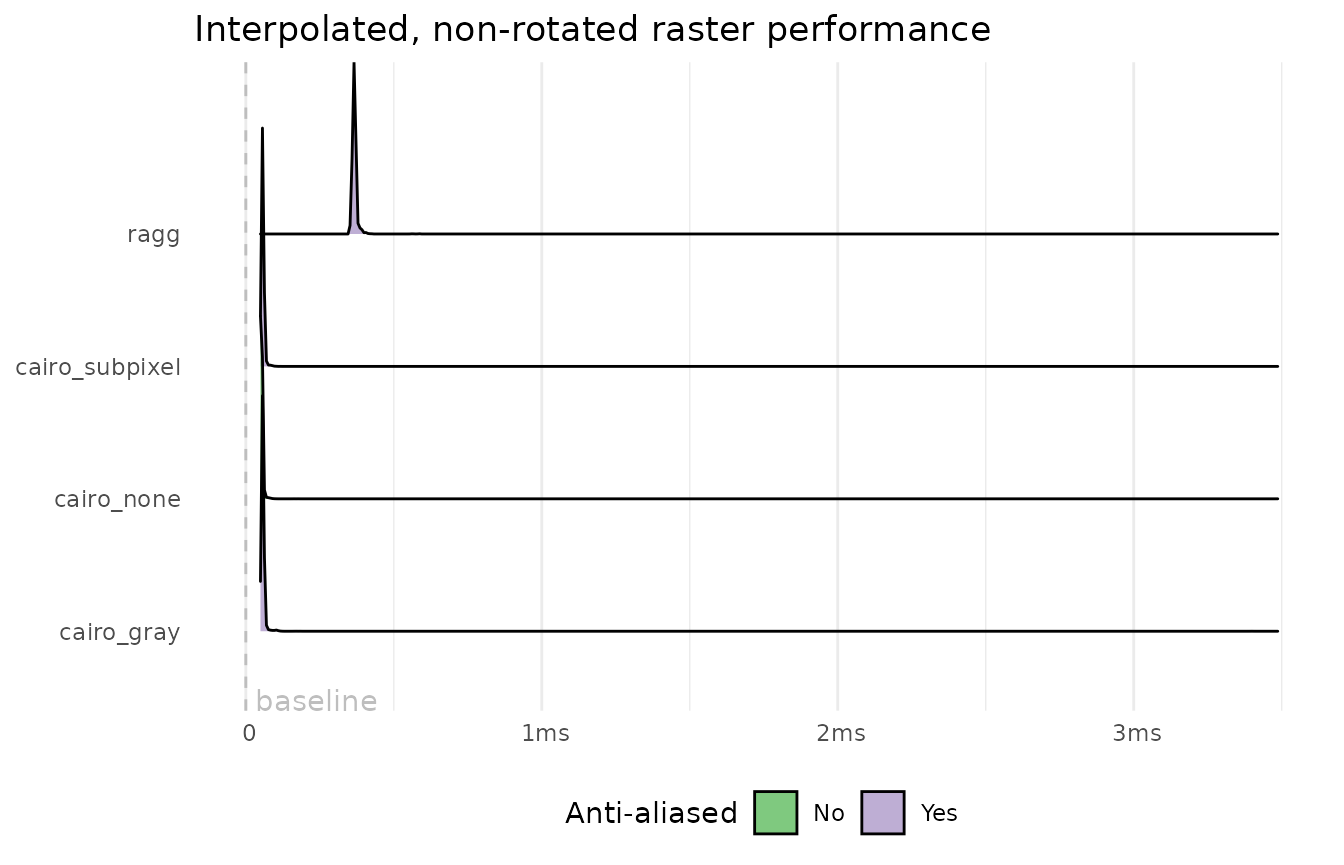 Interpolated, non-rotated raster performance
ragg
cairo_subpixel
cairo_none
cairo_gray
baseline
0 1ms 2ms 3ms
Anti-aliased No Yes